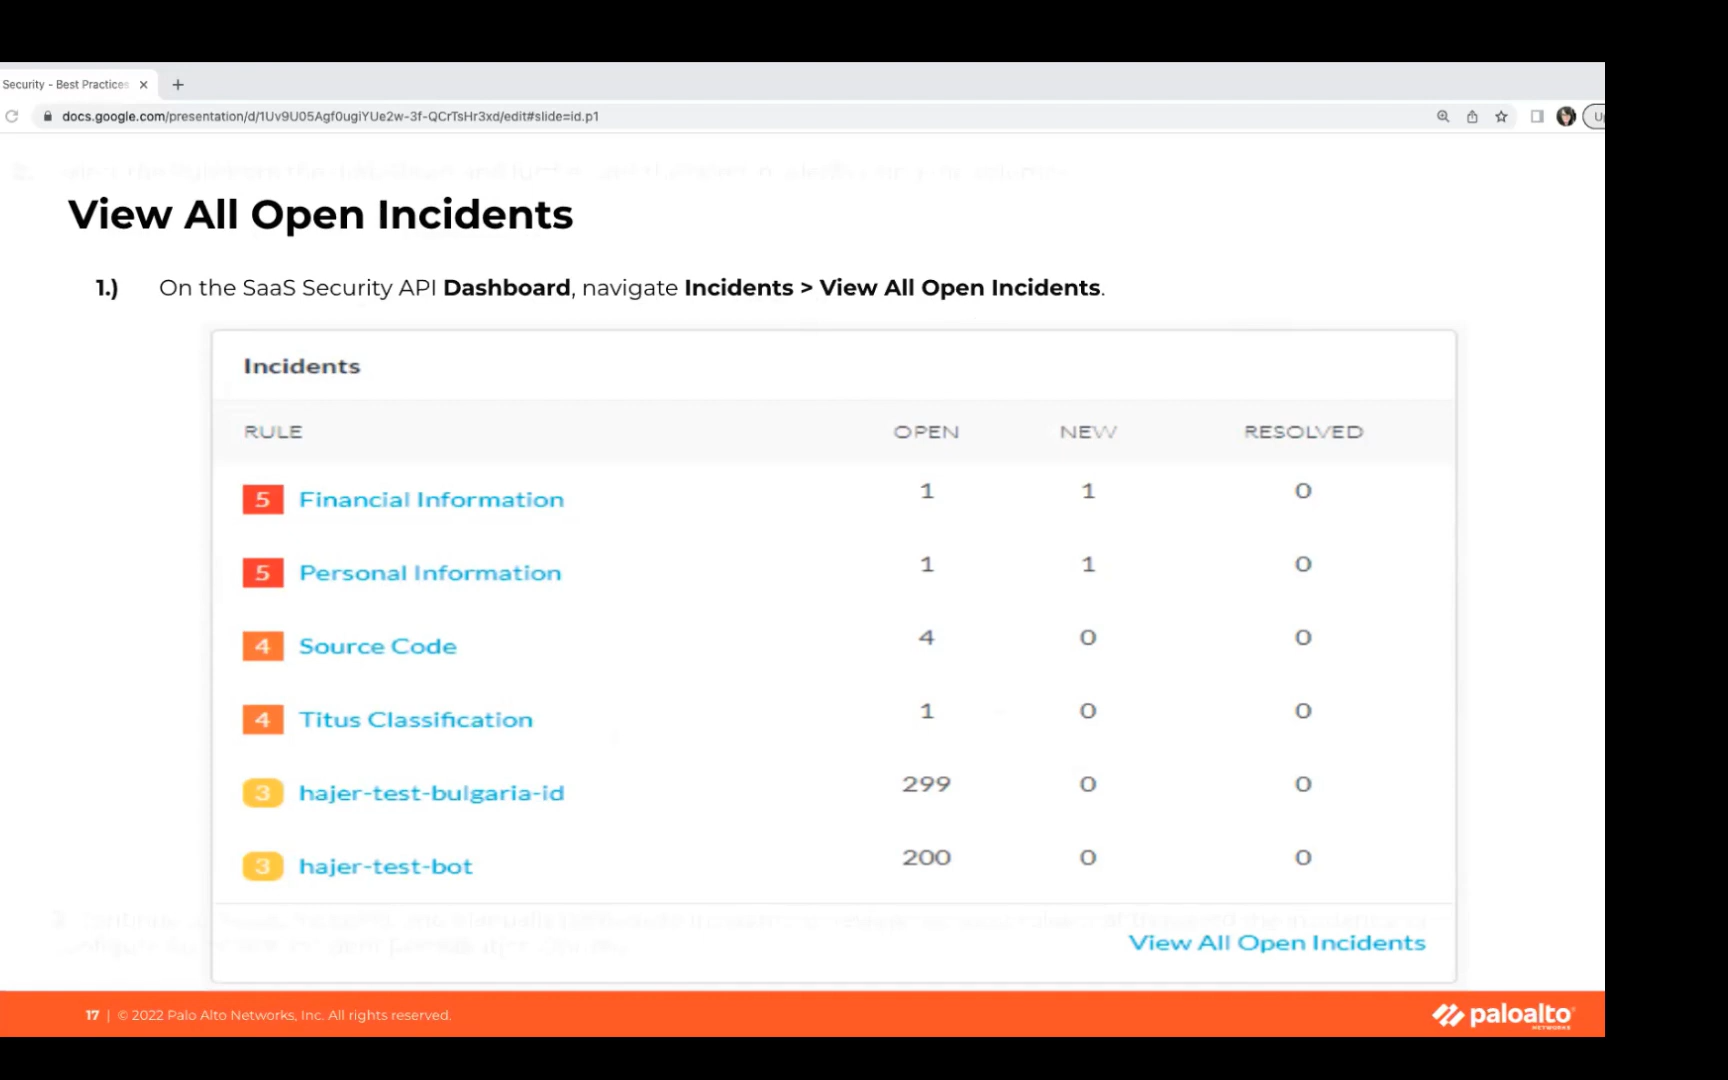 Security - Best Practices
docs.google.com/presentation/d/1Uv9U05Agf0ugiYUe2w-3f-QCrTsHr3xd/edit#slide=id.p1
View All Open Incidents
1.) On the SaaS Security API Dashboard, navigate Incidents > View All Open Incidents.
Incidents
RULE OPEN NEW RESOLVED
5 Financial Information 1 1 0
5 Personal Information 1 1 0
4 Source Code 4 0 0
4 Titus Classification 1 0 0
3 hajer-test-bulgaria-id 299 0 0
3 hajer-test-bot 200 0 0
View All Open Incidents
17 | © 2022 Palo Alto Networks, Inc. All rights reserved.
paloalto
NETWORKS